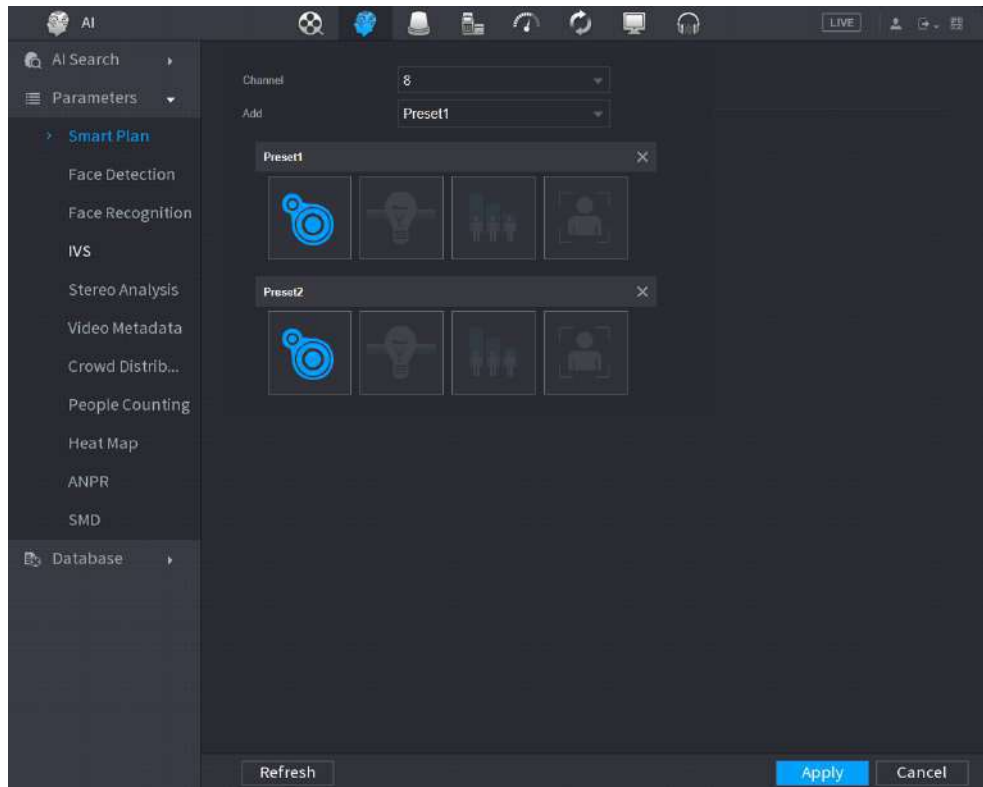 AI
LIVE
AI Search
Parameters
Smart Plan
Face Detection
Face Recognition
IVS
Stereo Analysis
Video Metadata
Crowd Distrib...
People Counting
Heat Map
ANPR
SMD
Database
Channel 8
Add Preset1
Preset1
Preset2
Refresh
Apply Cancel